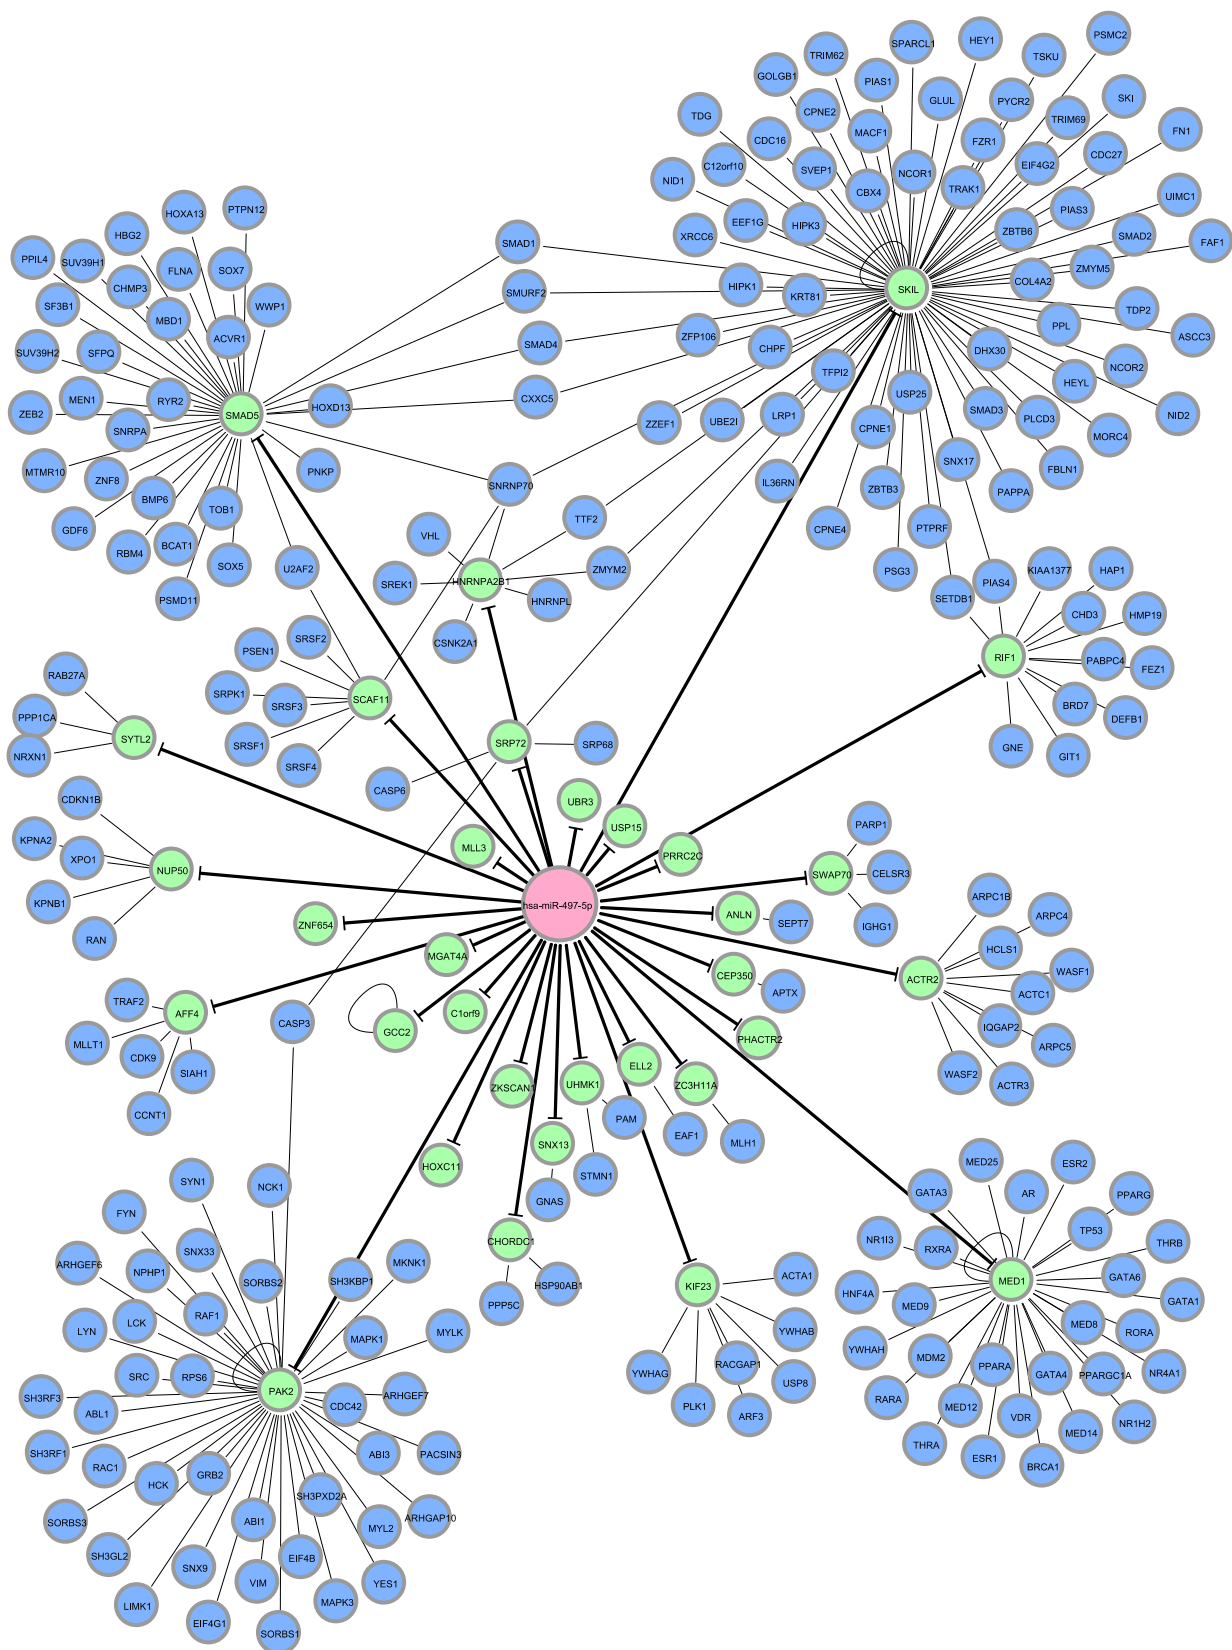 PSMC2
HEY1
SPARCL1
TRIM62
TSKU
GOLGB1
PIAS1
GLUL
PYCR2
SKI
TDG
CPNE2
MACF1
TRIM69
FN1
CDC16
FZR1
C12orf10
SVEP1
NCOR1
EIF4G2
CDC27
NID1
CBX4
TRAK1
UIMC1
PTPN12
HOXA13
EEF1G
HIPK3
PIAS3
HBG2
XRCC6
ZBTB6
SMAD2
FAF1
SMAD1
PPIL4
SUV39H1
FLNA
SOX7
ZMYM5
CHMP3
COL4A2
SKIL
HIPK1
KRT81
SMURF2
SF3B1
MBD1
WWP1
TDP2
ACVR1
PPL
ASCC3
SUV39H2
SFPQ
SMAD4
ZFP106
CHPF
DHX30
NCOR2
TFPI2
HEYL
MEN1
RYR2
CXXC5
USP25
ZEB2
SMAD5
HOXD13
LRP1
SMAD3
PLCD3
NID2
SNRPA
ZZEF1
UBE2I
CPNE1
MORC4
MTMR10
PNKP
SNX17
FBLN1
ZNF8
SNRNP70
IL36RN
ZBTB3
PAPPA
BMP6
TOB1
CPNE4
GDF6
TTF2
PTPRF
RBM4
BCAT1
VHL
SOX5
U2AF2
PSG3
ZMYM2
PSMD11
SREK1
HNRNPA2B1
SETDB1
PIAS4
KIAA1377
HAP1
HNRNPL
CHD3
HMP19
CSNK2A1
SRSF2
PSEN1
RIF1
PABPC4
FEZ1
RAB27A
SRPK1
SRSF3
SCAF11
BRD7
DEFB1
PPP1CA
SYTL2
SRP72
SRP68
SRSF1
GNE
GIT1
NRXN1
SRSF4
CASP6
CDKN1B
UBR3
USP15
KPNA2
MLL3
PARP1
XPO1
PRRC2C
NUP50
SWAP70
CELSR3
KPNB1
hsa-miR-497-5p
ARPC1B
ARPC4
ZNF654
ANLN
SEPT7
IGHG1
RAN
HCLS1
MGAT4A
WASF1
CEP350
ACTR2
APTX
ACTC1
TRAF2
AFF4
C1orf9
CASP3
GCC2
IQGAP2
PHACTR2
ARPC5
MLLT1
CDK9
SIAH1
ELL2
WASF2
ZKSCAN1
UHMK1
ZC3H11A
ACTR3
CCNT1
PAM
EAF1
SNX13
MLH1
HOXC11
STMN1
SYN1
NCK1
MED25
ESR2
GNAS
GATA3
AR
PPARG
FYN
TP53
CHORDC1
NR1I3
RXRA
THRB
SNX33
ARHGEF6
NPHP1
MKNK1
SORBS2
SH3KBP1
HSP90AB1
ACTA1
KIF23
MED1
GATA6
HNF4A
PPP5C
MED9
GATA1
RAF1
LCK
LYN
MAPK1
MYLK
YWHAB
MED8
RORA
YWHAH
RACGAP1
MDM2
PPARA
YWHAG
SRC
RPS6
GATA4
PPARGC1A
NR4A1
USP8
PAK2
ARHGEF7
SH3RF3
RARA
CDC42
ABL1
PLK1
ARF3
MED12
VDR
NR1H2
MED14
SH3RF1
ABI3
PACSIN3
THRA
ESR1
RAC1
BRCA1
HCK
GRB2
SH3PXD2A
SORBS3
ABI1
MYL2
ARHGAP10
SH3GL2
EIF4B
SNX9
VIM
YES1
LIMK1
MAPK3
EIF4G1
SORBS1